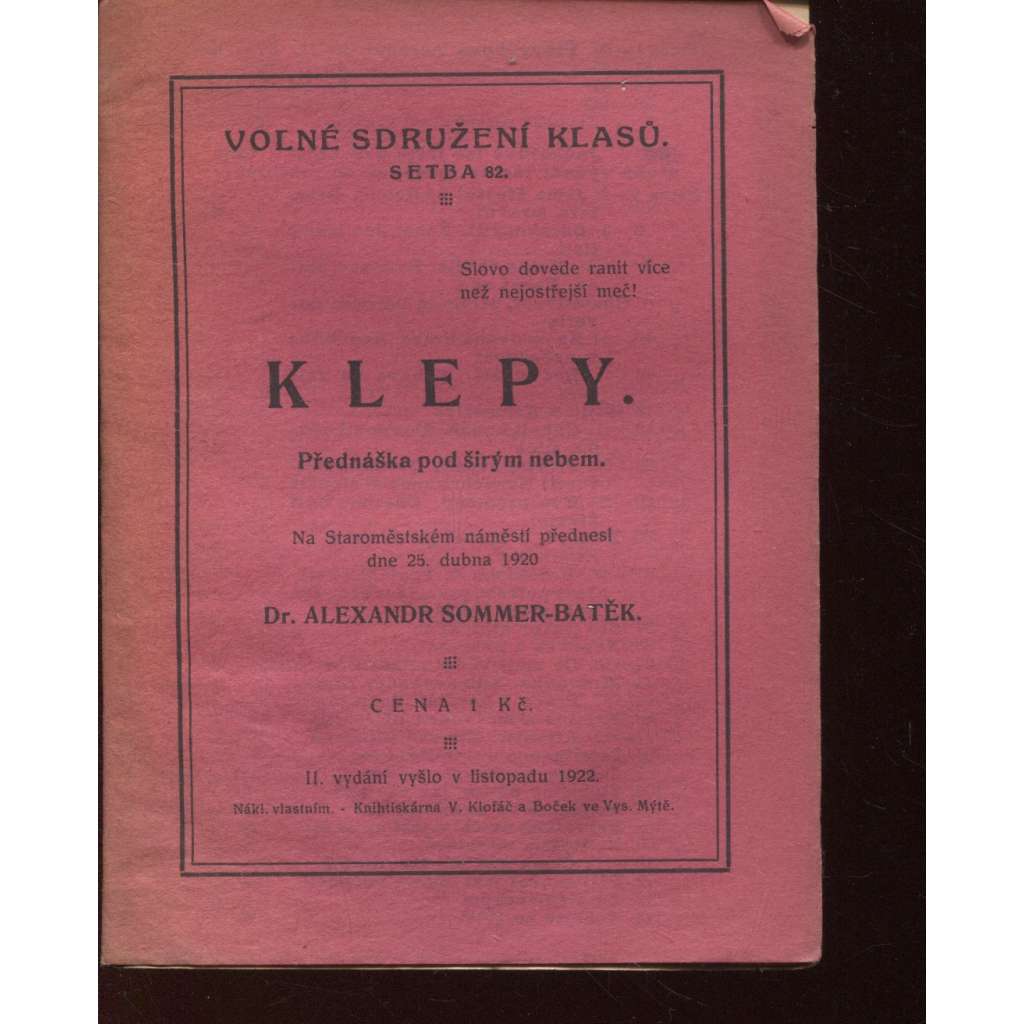 VOLNÉ SDRUŽENÍ KLASŮ.
SETBA 82.
Slovo dovede ranit více
než nejostřejší meč!
KLEPY.
Přednáška pod širým nebem.
Na Staroměstském náměstí přednesl
dne 25. dubna 1920
Dr. ALEXANDR SOMMER-BATĚK.
CENA 1 Kč.
II. vydání vyšlo v listopadu 1922.
Nákl. vlastním. - Knihtiskárna V. Klofáč a Boček ve Vys. Mýtě.